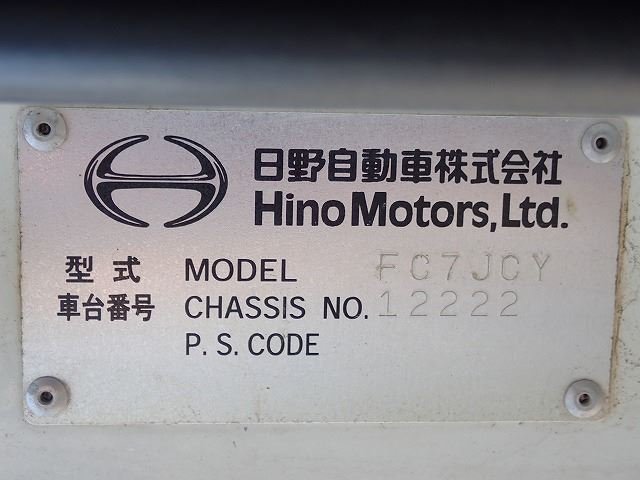 日野自動車株式会社
Hino Motors, Ltd.
型式 MODEL FC7JCY
車台番号 CHASSIS NO. 12222
P. S. CODE